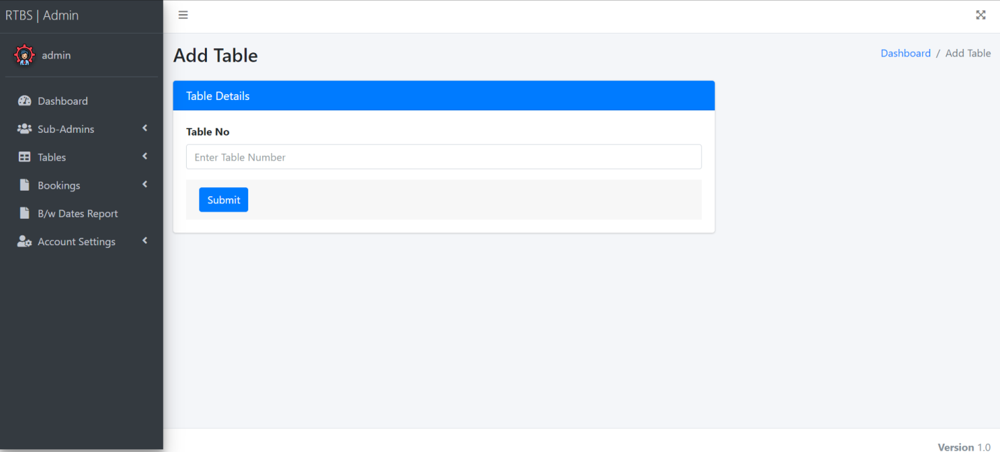 RTBS | Admin
admin
Dashboard
Sub-Admins
Tables
Bookings
B/w Dates Report
Account Settings
Add Table
Dashboard / Add Table
Table Details
Table No
Enter Table Number
Submit
Version 1.0